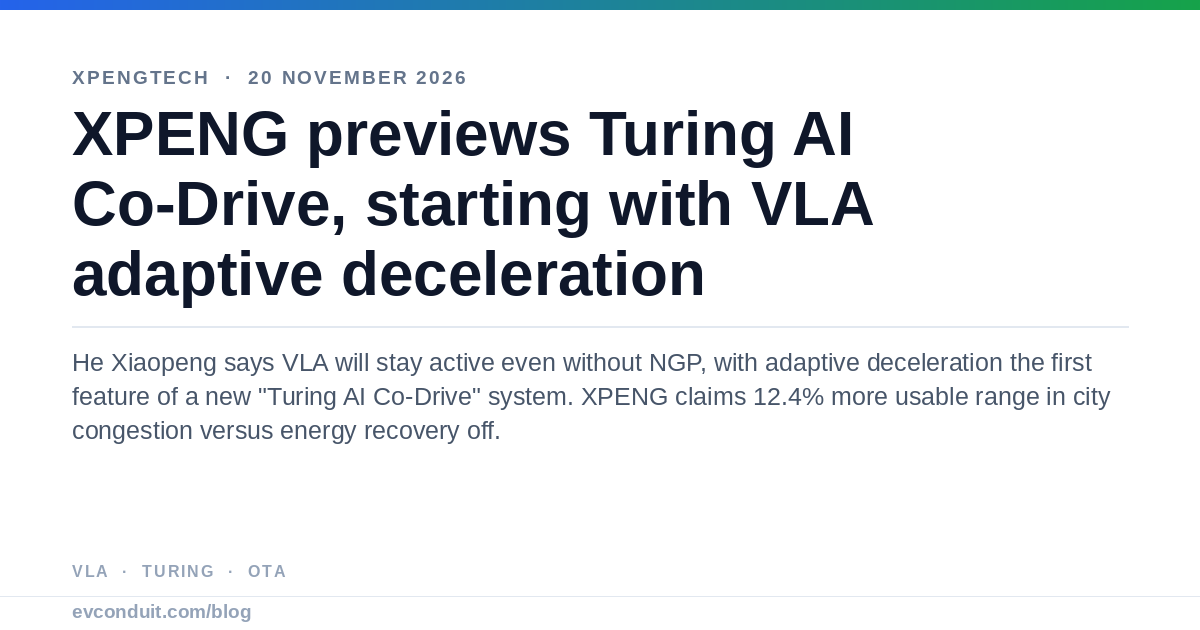 XPENGTECH · 20 NOVEMBER 2026
XPENG previews Turing AI
Co-Drive, starting with VLA
adaptive deceleration
He Xiaopeng says VLA will stay active even without NGP, with adaptive deceleration the first
feature of a new "Turing AI Co-Drive" system. XPENG claims 12.4% more usable range in city
congestion versus energy recovery off.
VLA · TURING · OTA
evconduit.com/blog